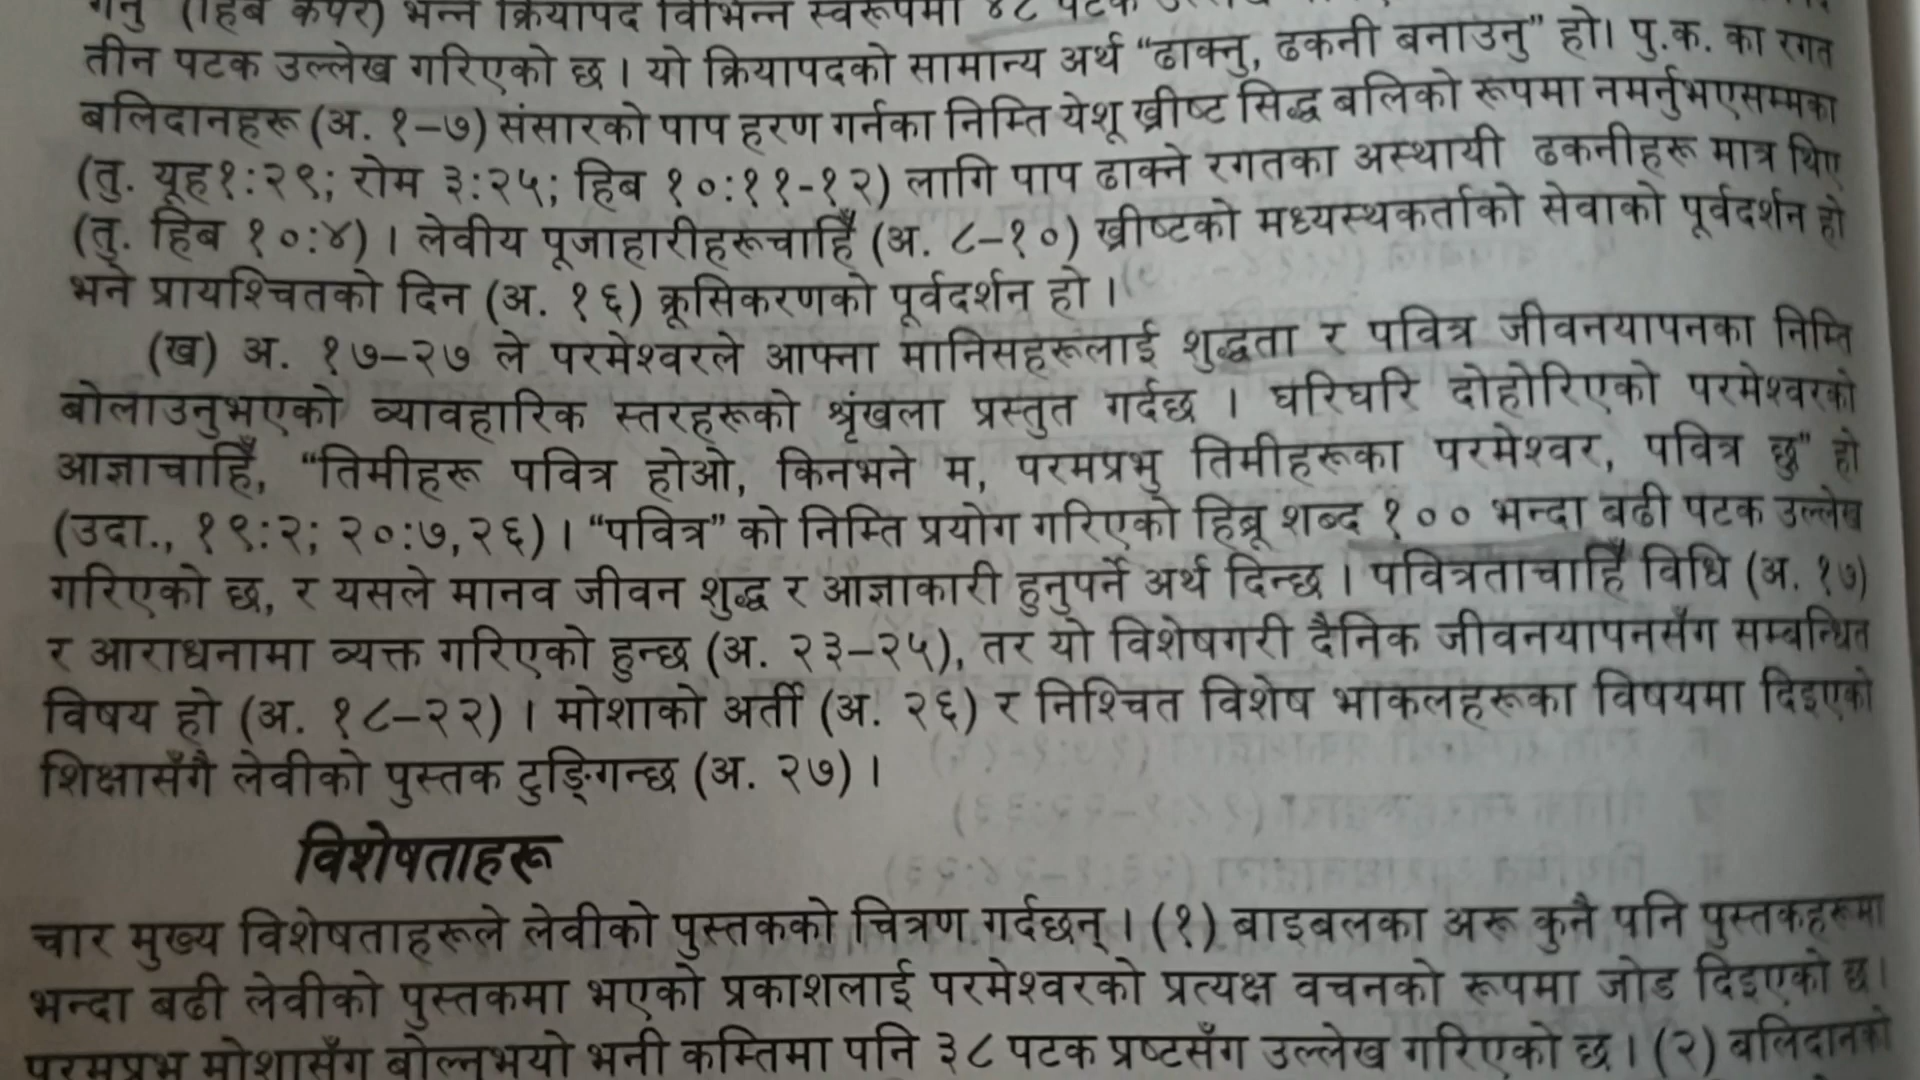 गर्नु (हिब्रू कपर) भन्ने क्रियापद विभिन्न स्वरूपमा ४८ पटक
तीन पटक उल्लेख गरिएको छ । यो क्रियापदको सामान्य अर्थ “ढाक्नु, ढकनी बनाउनु” हो। पु.क. का रगत
बलिदानहरू (अ. १–७) संसारको पाप हरण गर्नका निम्ति येशू ख्रीष्ट सिद्ध बलिको रूपमा नमर्नुभएसम्मका
(तु. यूह१:२९; रोम ३:२५; हिब १०:११-१२) लागि पाप ढाक्ने रगतका अस्थायी ढकनीहरू मात्र थिए
(तु. हिब १०:४) । लेवीय पूजाहारीहरूचाहिँ (अ. ८–१०) ख्रीष्टको मध्यस्थकर्ताको सेवाको पूर्वदर्शन हो
भने प्रायश्चितको दिन (अ. १६) क्रूसिकरणको पूर्वदर्शन हो ।
(ख) अ. १७–२७ ले परमेश्वरले आफ्ना मानिसहरूलाई शुद्धता र पवित्र जीवनयापनका निम्ति
बोलाउनुभएको व्यावहारिक स्तरहरूको श्रृंखला प्रस्तुत गर्दछ । घरिघरि दोहोरिएको परमेश्वरको
आज्ञाचाहिँ, “तिमीहरू पवित्र होओ, किनभने म, परमप्रभु तिमीहरूका परमेश्वर, पवित्र छु” हो
(उदा., १९:२; २०:७,२६) । “पवित्र” को निम्ति प्रयोग गरिएको हिब्रू शब्द १०० भन्दा बढी पटक उल्लेख
गरिएको छ, र यसले मानव जीवन शुद्ध र आज्ञाकारी हुनुपर्ने अर्थ दिन्छ । पवित्रताचाहिँ विधि (अ. १७)
र आराधनामा व्यक्त गरिएको हुन्छ (अ. २३–२५), तर यो विशेषगरी दैनिक जीवनयापनसँग सम्बन्धित
विषय हो (अ. १८–२२) । मोशाको अर्ती (अ. २६) र निश्चित विशेष भाकलहरूका विषयमा दिइएको
शिक्षासँगै लेवीको पुस्तक टुङ्गिन्छ (अ. २७) ।
विशेषताहरू
चार मुख्य विशेषताहरूले लेवीको पुस्तकको चित्रण गर्दछन् । (१) बाइबलका अरू कुनै पनि पुस्तकहरूमा
भन्दा बढी लेवीको पुस्तकमा भएको प्रकाशलाई परमेश्वरको प्रत्यक्ष वचनको रूपमा जोड दिइएको छ।
परमप्रभु मोशासँग बोल्नुभयो भनी कम्तिमा पनि ३८ पटक प्रष्टसँग उल्लेख गरिएको छ । (२) बलिदानको